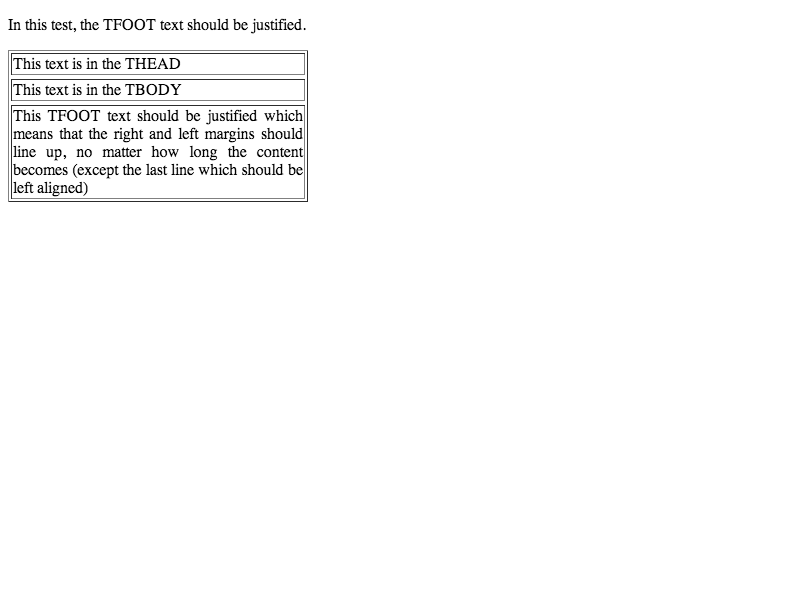 In this test, the TFOOT text should be justified.
This text is in the THEAD
This text is in the TBODY
This TFOOT text should be justified which
means that the right and left margins should
line up, no matter how long the content
becomes (except the last line which should be
left aligned)